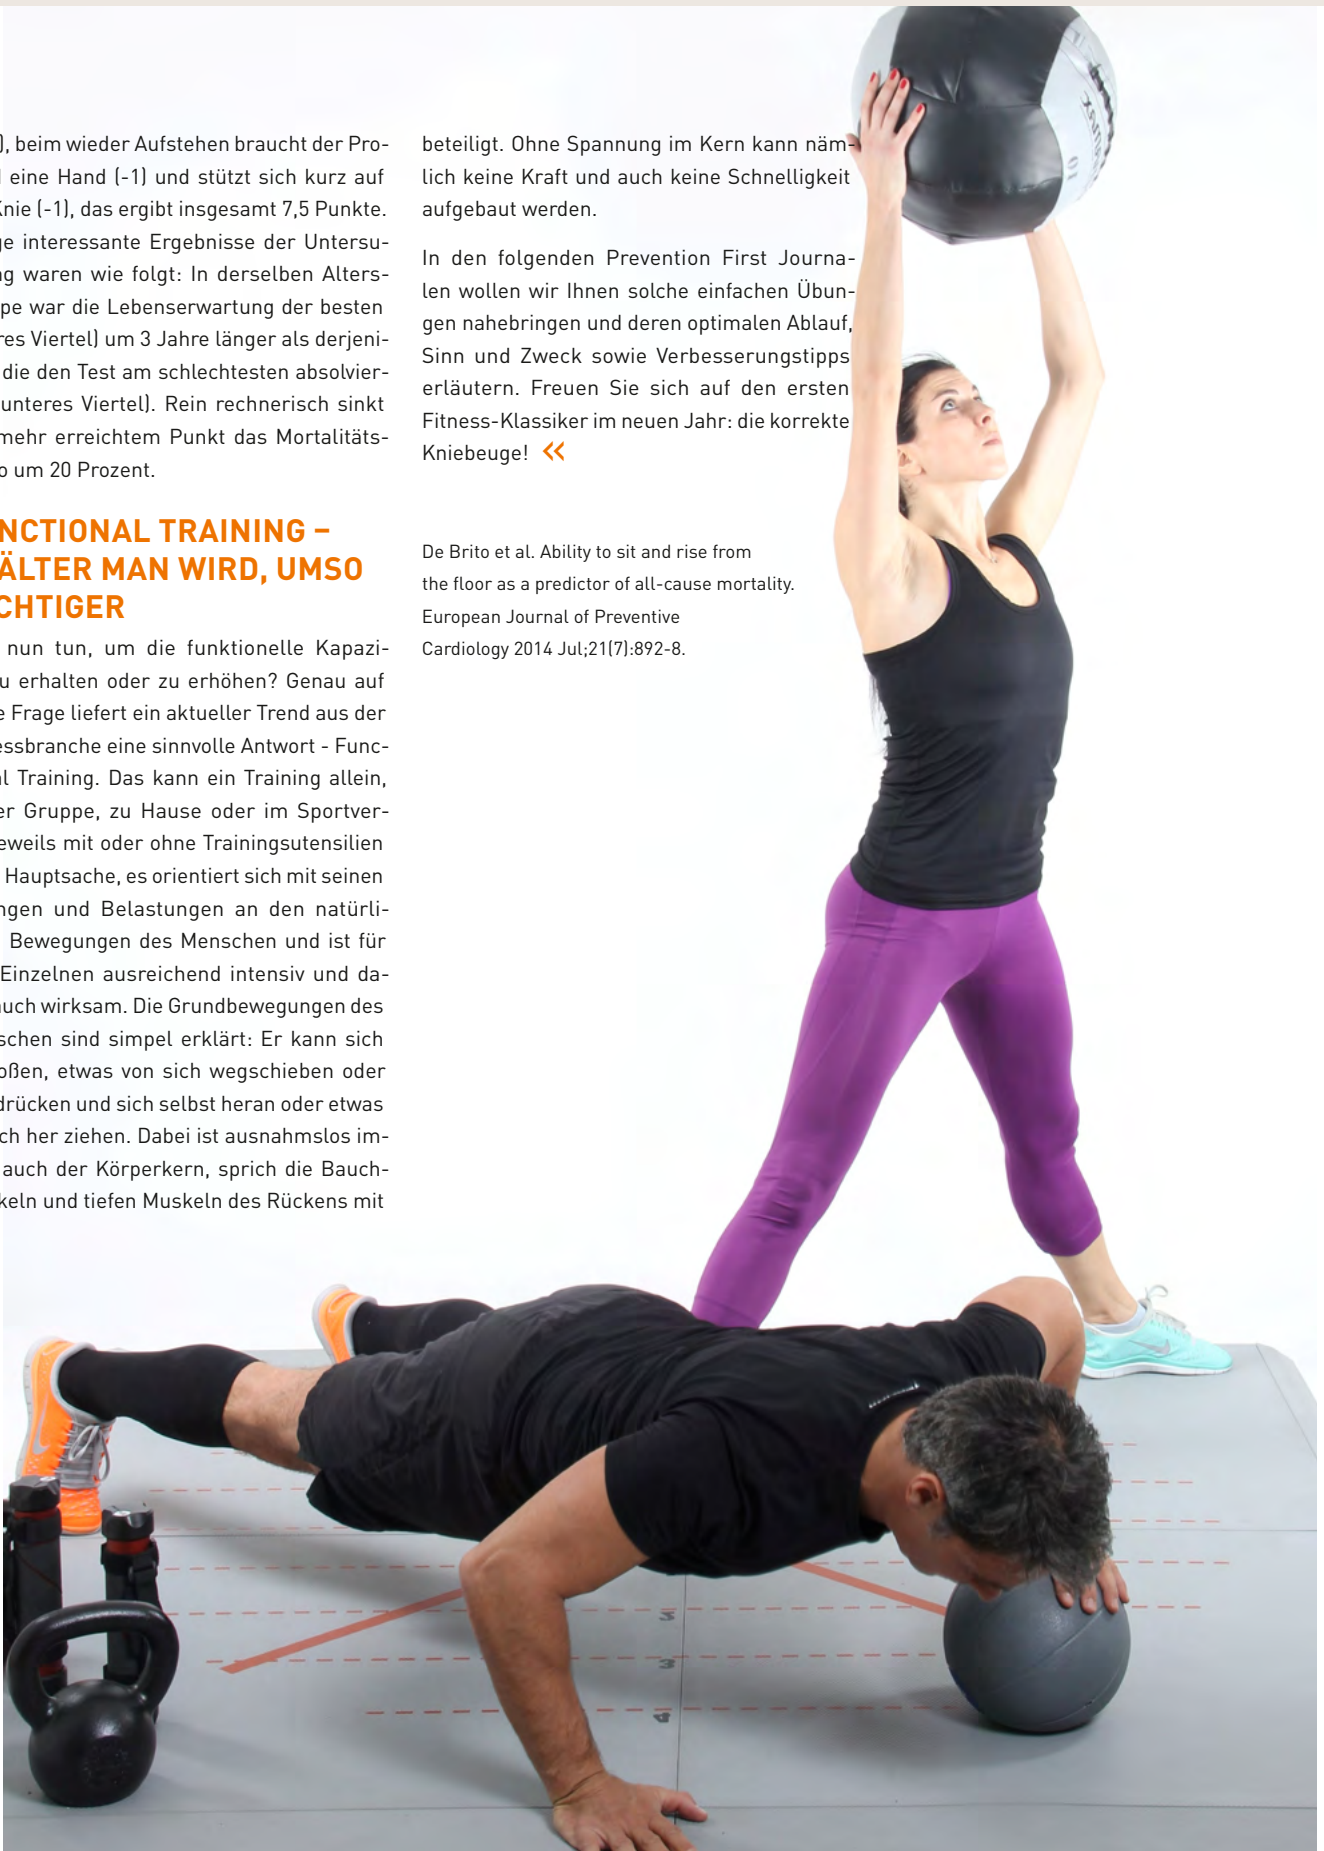 ), beim wieder Aufstehen braucht der Pro-
eine Hand (-1) und stützt sich kurz auf
Knie (-1), das ergibt insgesamt 7,5 Punkte.
ge interessante Ergebnisse der Untersu-
ng waren wie folgt: In derselben Alters-
pe war die Lebenserwartung der besten
res Viertel) um 3 Jahre länger als derjeni-
die den Test am schlechtesten absolvier-
unteres Viertel). Rein rechnerisch sinkt
mehr erreichtem Punkt das Mortalitäts-
o um 20 Prozent.
NCTIONAL TRAINING –
ÄLTER MAN WIRD, UMSO
CHTIGER
nun tun, um die funktionelle Kapazi-
u erhalten oder zu erhöhen? Genau auf
e Frage liefert ein aktueller Trend aus der
essbranche eine sinnvolle Antwort - Func-
al Training. Das kann ein Training allein,
er Gruppe, zu Hause oder im Sportver-
eweils mit oder ohne Trainingsutensilien
Hauptsache, es orientiert sich mit seinen
ngen und Belastungen an den natürli-
Bewegungen des Menschen und ist für
Einzelnen ausreichend intensiv und da-
auch wirksam. Die Grundbewegungen des
schen sind simpel erklärt: Er kann sich
oßen, etwas von sich wegschieben oder
drücken und sich selbst heran oder etwas
ch her ziehen. Dabei ist ausnahmslos im-
auch der Körperkern, sprich die Bauch-
keln und tiefen Muskeln des Rückens mit
beteiligt. Ohne Spannung im Kern kann näm-
lich keine Kraft und auch keine Schnelligkeit
aufgebaut werden.
In den folgenden Prevention First Journa-
len wollen wir Ihnen solche einfachen Übun-
gen nahebringen und deren optimalen Ablauf,
Sinn und Zweck sowie Verbesserungstipps
erläutern. Freuen Sie sich auf den ersten
Fitness-Klassiker im neuen Jahr: die korrekte
Kniebeuge! «
De Brito et al. Ability to sit and rise from
the floor as a predictor of all-cause mortality.
European Journal of Preventive
Cardiology 2014 Jul;21(7):892-8.
10
3
4